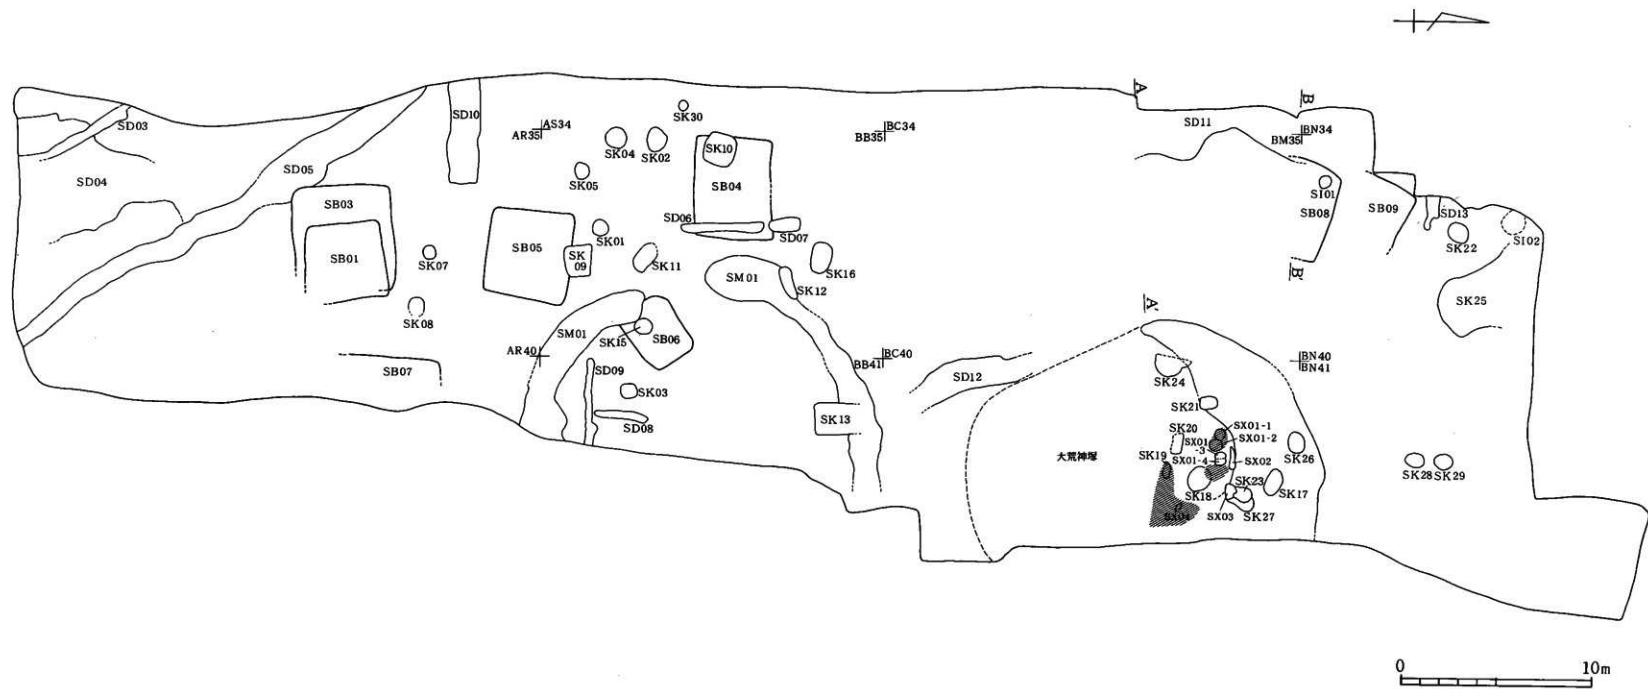 A
B
SD03
SD10
AS34
AR35
SK30
SK04
SK02
SK10
BC34
BB35
SD11
BN34
BM35
SD05
SD04
SK05
SB04
SI01
SB03
SB08
SB09
SD13
SK22
SI02
SD06
SD07
SK01
SB05
SK
09
SB01
SK07
SK11
SM01
SK12
SK16
B'
SK25
A'
SK08
SM01
SK15
SB06
AR40
BC40
BB41
BN40
BN41
SB07
SD09
SK03
SD12
SK24
SD08
SK13
SK21
SK20
SX01-1
SX01-2
SX01
-3
SX01-4
SX02
SK26
大荒神塚
SK19
SK28
SK29
SK23
SK18
SK17
SX04
SX03
SK27
0
10m